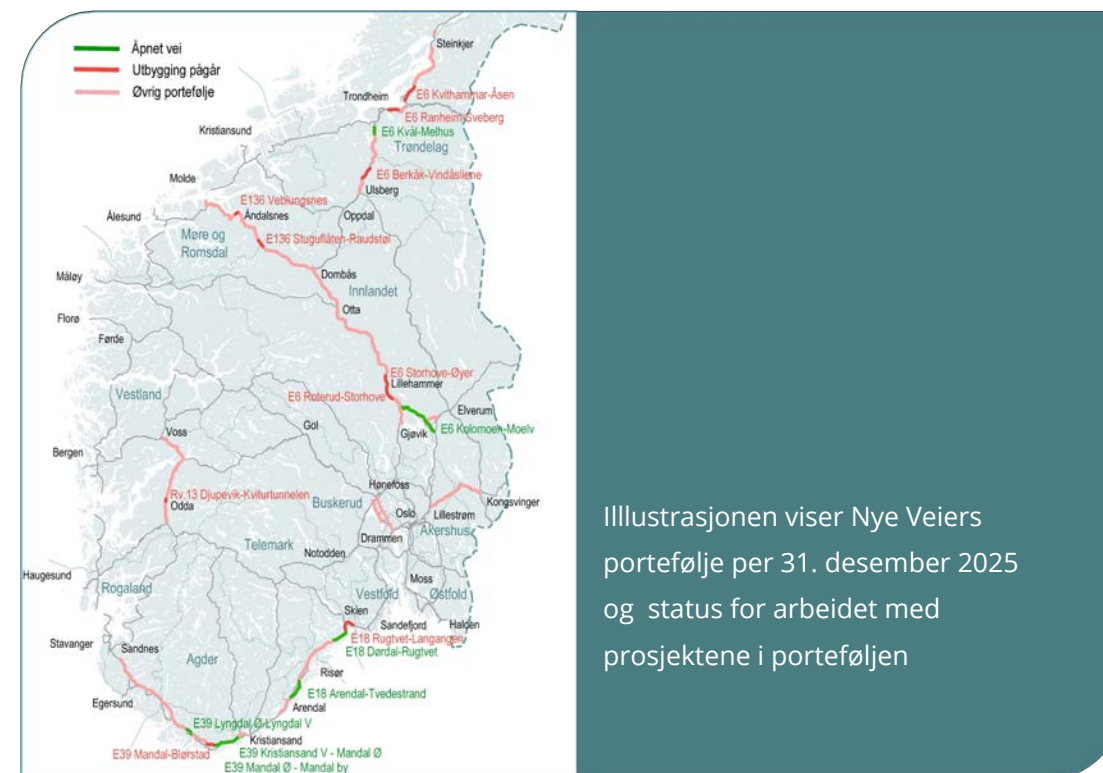 Åpnet vei
Utbygging pågår
Øvrig portefølje
Steinkjer
E6 Kvithammar-Åsen
Trondheim
E6 Ranheim-Sveberg
Kristiansund
E6 Kvål-Melhus
Trøndelag
Molde
E6 Berkåk-Vindåsliene
Ulsberg
E136 Veblungsnes
Ålesund
Åndalsnes
Oppdal
Møre og
Romsdal
E136 Stuguflåten-Raudstøl
Måløy
Dombås
Innlandet
Otta
Florø
Førde
E6 Storhove-Øyer
Lillehammer
Vestland
E6 Roterud-Storhove
Elverum
Gol
E6 Kolomoen-Moelv
Voss
Gjøvik
Bergen
Hønefoss
Rv.13 Djupevik-Kviturtunnelen
Odda
Buskerud
Kongsvinger
Oslo
Lillestrøm
Akershus
Drammen
Telemark
Notodden
Haugesund
Moss
Rogaland
Vestfold
Østfold
Skien
Sandefjord
Halden
Stavanger
Sandnes
E18 Rugtvet-Langangen
E18 Dørdal-Rugtvet
Agder
Risør
E18 Arendal-Tvedestrand
Egersund
Arendal
E39 Lyngdal Ø-Lyngdal V
Kristiansand
E39 Mandal-Blørstad
E39 Kristiansand V - Mandal Ø
E39 Mandal Ø - Mandal by
Illlustrasjonen viser Nye Veiers
portefølje per 31. desember 2025
og status for arbeidet med
prosjektene i porteføljen